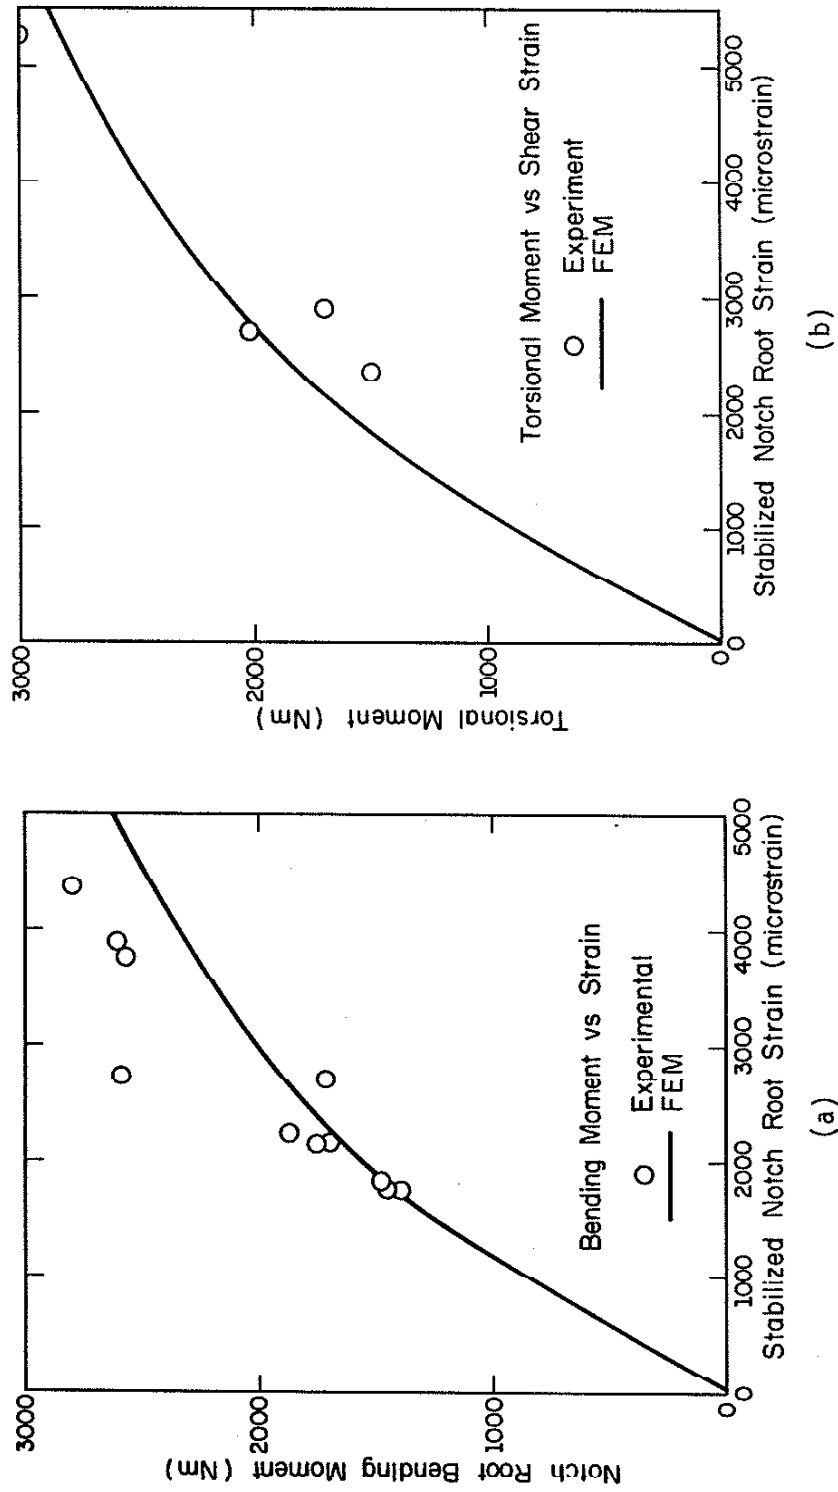 Notch Root Bending Moment (Nm)
3000
2000
1000
0
0
1000
2000
3000
4000
5000
Stabilized Notch Root Strain (microstrain)
Bending Moment vs Strain
Experimental
FEM
(a)
Torsional Moment (Nm)
3000
2000
1000
0
0
1000
2000
3000
4000
5000
Stabilized Notch Root Strain (microstrain)
Torsional Moment vs Shear Strain
Experiment
FEM
(b)